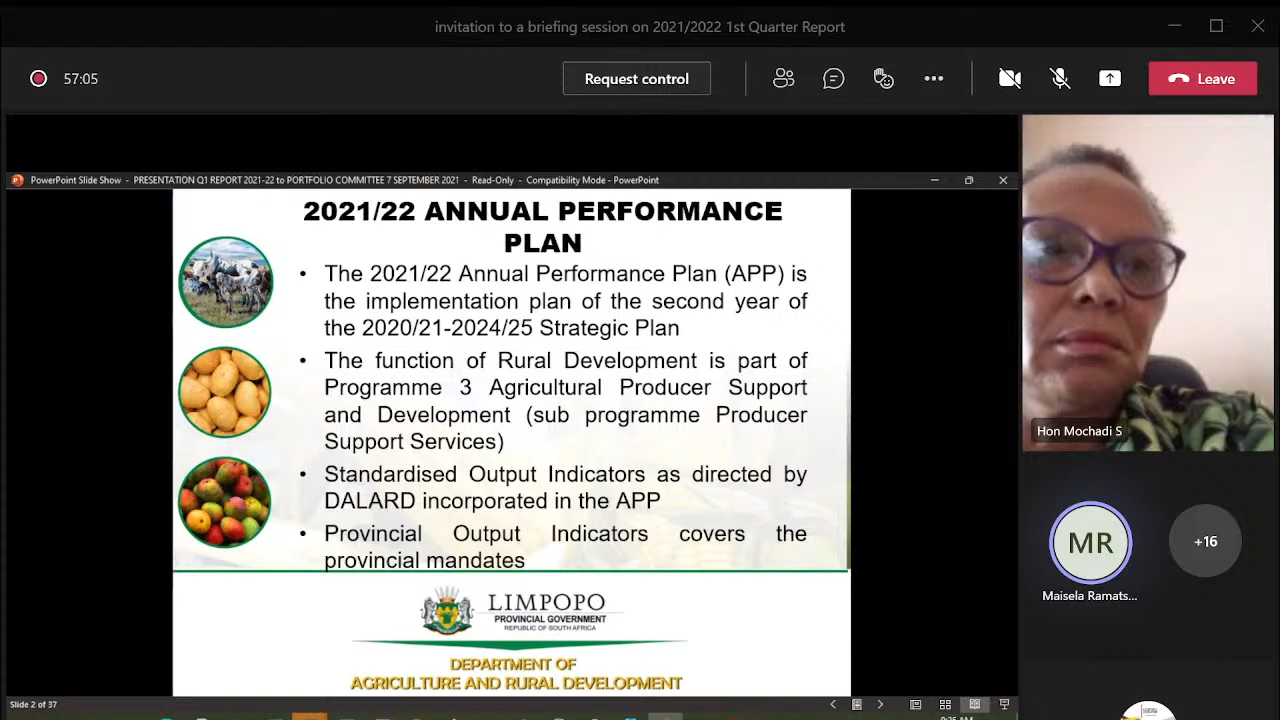 invitation to a briefing session on 2021/2022 1st Quarter Report
57:05
Request control
Leave
PowerPoint Slide Show - PRESENTATION Q1 REPORT 2021-22 to PORTFOLIO COMMITTEE 7 SEPTEMBER 2021 - Read-Only - Compatibility Mode - PowerPoint
2021/22 ANNUAL PERFORMANCE
PLAN
• The 2021/22 Annual Performance Plan (APP) is
the implementation plan of the second year of
the 2020/21-2024/25 Strategic Plan
• The function of Rural Development is part of
Programme 3 Agricultural Producer Support
and Development (sub programme Producer
Support Services)
• Standardised Output Indicators as directed by
DALARD incorporated in the APP
• Provincial Output Indicators covers the
provincial mandates
LIMPOPO
PROVINCIAL GOVERNMENT
REPUBLIC OF SOUTH AFRICA
DEPARTMENT OF
AGRICULTURE AND RURAL DEVELOPMENT
Slide 2 of 37
Hon Mochadi S
MR
+16
Maisela Ramats...